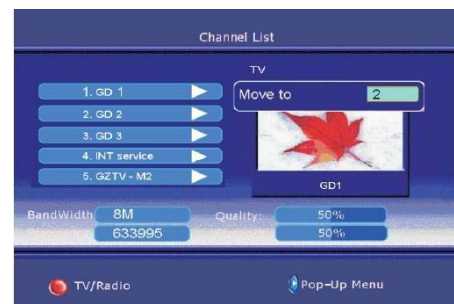 Channel List
TV
1. GD 1
Move to 2
2. GD 2
3. GD 3
4. INT service
5. GZTV - M2
GD1
BandWidth 8M Quality: 50%
633995 50%
TV/Radio Pop-Up Menu